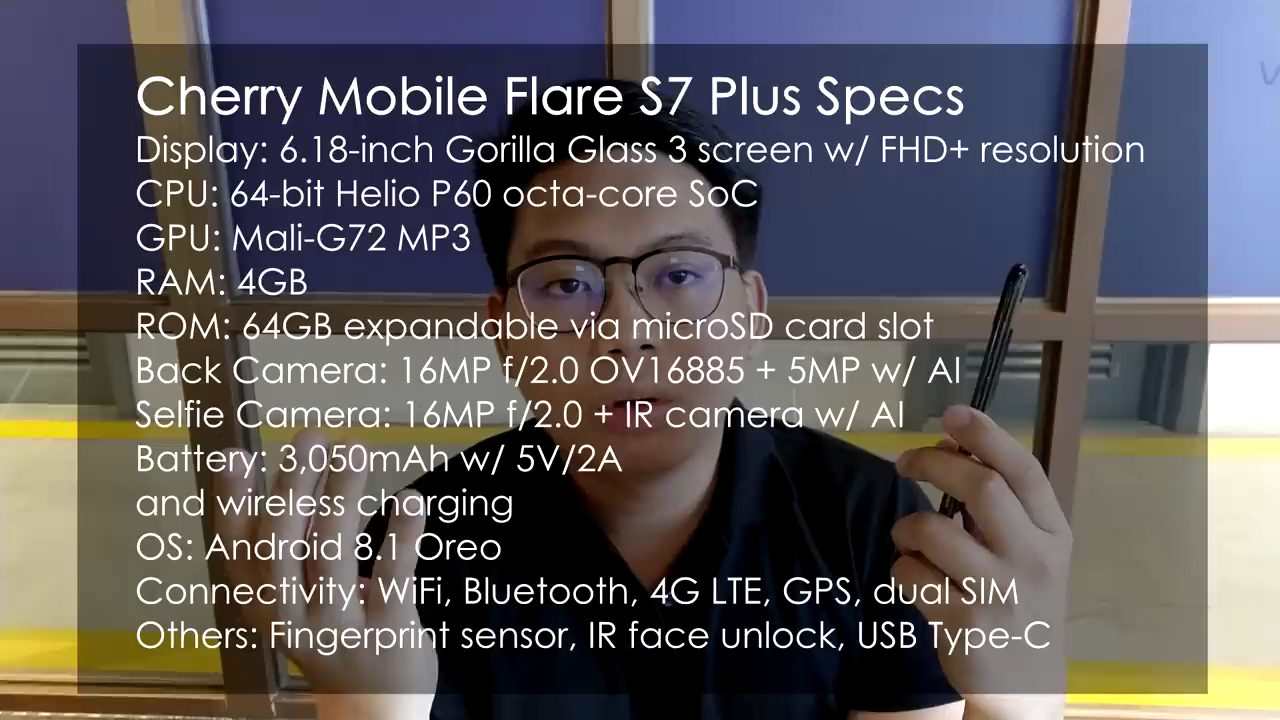 Cherry Mobile Flare S7 Plus Specs
Display: 6.18-inch Gorilla Glass 3 screen w/ FHD+ resolution
CPU: 64-bit Helio P60 octa-core SoC
GPU: Mali-G72 MP3
RAM: 4GB
ROM: 64GB expandable via microSD card slot
Back Camera: 16MP f/2.0 OV16885 + 5MP w/ AI
Selfie Camera: 16MP f/2.0 + IR camera w/ AI
Battery: 3,050mAh w/ 5V/2A
and wireless charging
OS: Android 8.1 Oreo
Connectivity: WiFi, Bluetooth, 4G LTE, GPS, dual SIM
Others: Fingerprint sensor, IR face unlock, USB Type-C